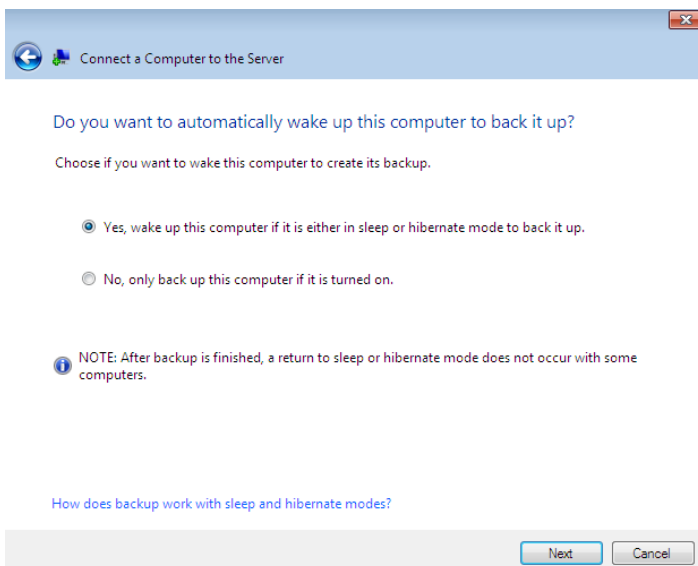 Connect a Computer to the Server
Do you want to automatically wake up this computer to back it up?
Choose if you want to wake this computer to create its backup.
Yes, wake up this computer if it is either in sleep or hibernate mode to back it up.
No, only back up this computer if it is turned on.
NOTE: After backup is finished, a return to sleep or hibernate mode does not occur with some
computers.
How does backup work with sleep and hibernate modes?
Next Cancel